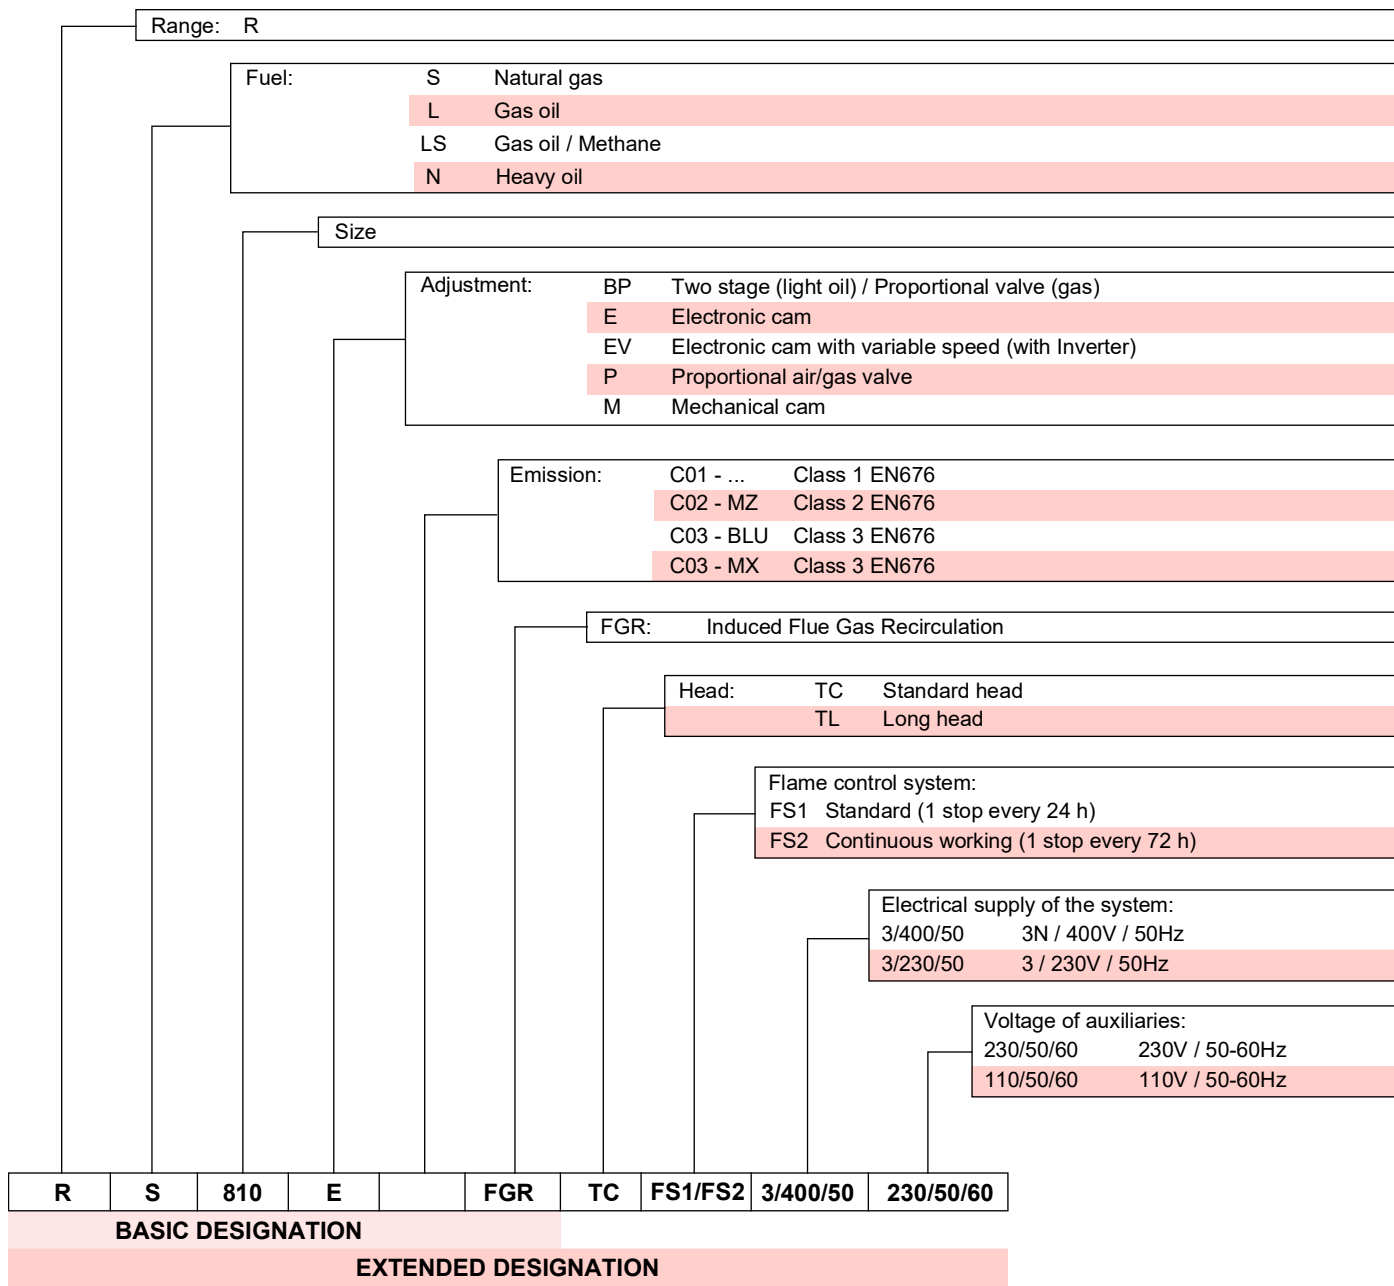 Range: R
Fuel: S Natural gas
L Gas oil
LS Gas oil / Methane
N Heavy oil
Size
Adjustment: BP Two stage (light oil) / Proportional valve (gas)
E Electronic cam
EV Electronic cam with variable speed (with Inverter)
P Proportional air/gas valve
M Mechanical cam
Emission: C01 - ... Class 1 EN676
C02 - MZ Class 2 EN676
C03 - BLU Class 3 EN676
C03 - MX Class 3 EN676
FGR: Induced Flue Gas Recirculation
Head: TC Standard head
TL Long head
Flame control system:
FS1 Standard (1 stop every 24 h)
FS2 Continuous working (1 stop every 72 h)
Electrical supply of the system:
3/400/50 3N / 400V / 50Hz
3/230/50 3 / 230V / 50Hz
Voltage of auxiliaries:
230/50/60 230V / 50-60Hz
110/50/60 110V / 50-60Hz
R S 810 E FGR TC FS1/FS2 3/400/50 230/50/60
BASIC DESIGNATION
EXTENDED DESIGNATION